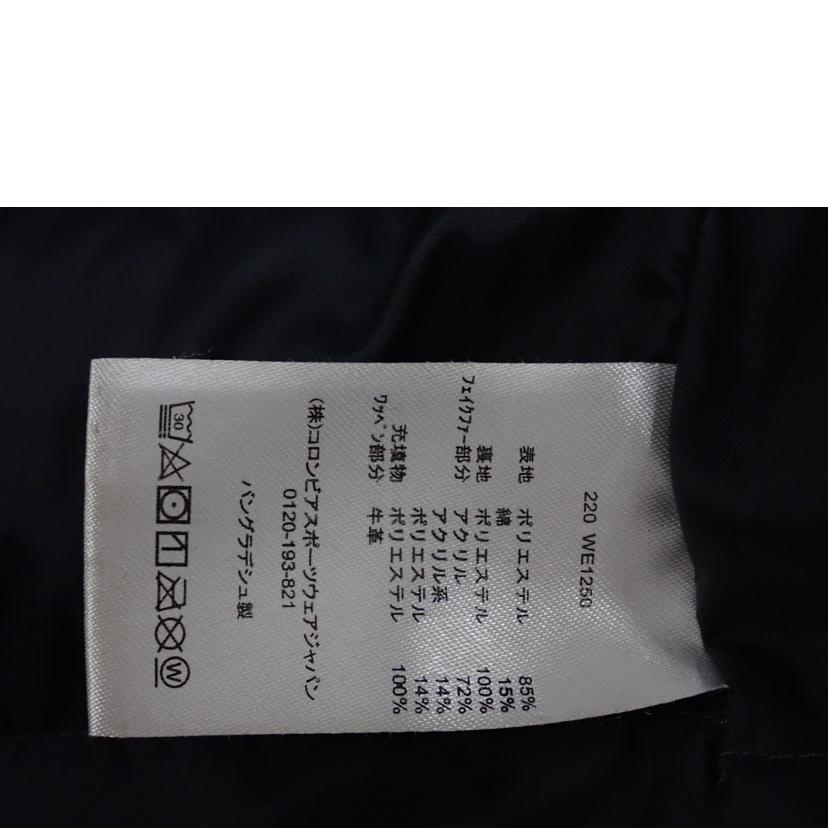 220 WE1250
表地 ポリエステル 85%
綿 15%
裏地 ポリエステル 100%
ﾌｪｲｸﾌｧｰ部分 アクリル 72%
アクリル系 14%
ポリエステル 14%
充填物 ポリエステル 100%
ﾜｯﾍﾟﾝ部分 牛革
(株)コロンビアスポーツウェアジャパン
0120-193-821
バングラデシュ製
30 W